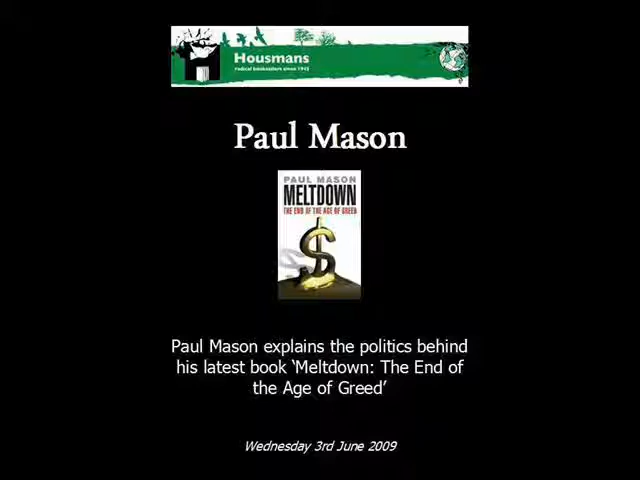 Housmans
radical booksellers since 1945
Paul Mason
PAUL MASON
MELTDOWN
THE END OF THE AGE OF GREED
Paul Mason explains the politics behind
his latest book ‘Meltdown: The End of
the Age of Greed’
Wednesday 3rd June 2009